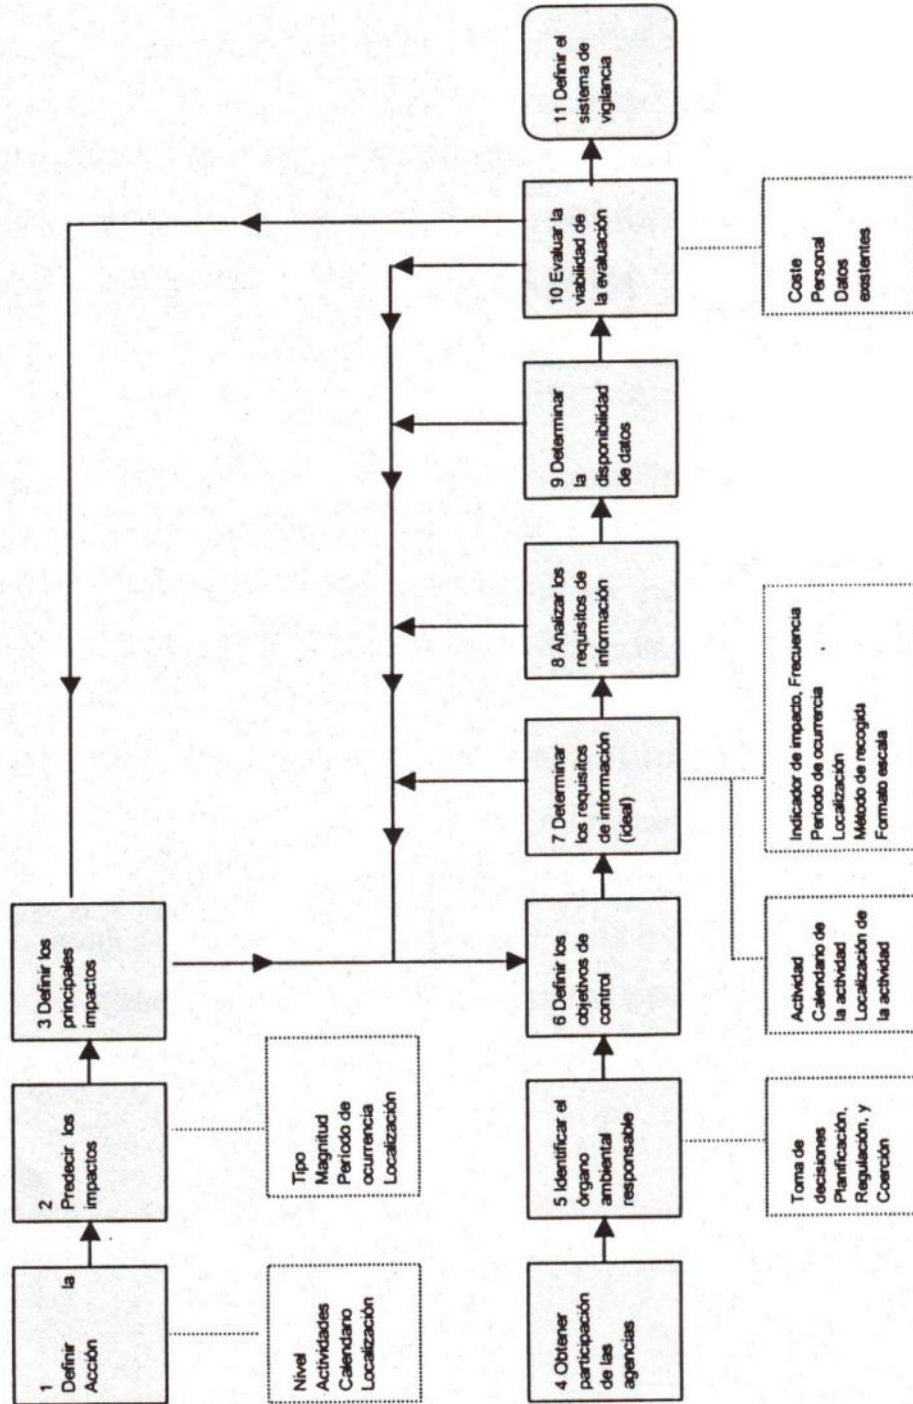 1
Definir la
Acción
2
Predecir los
impactos
3 Definir los
principales
impactos
Nivel
Actividades
Calendano
Localización
Tipo
Magnitud
Período de
ocurrencia
Localización
4 Obtener
participación
de las
agencias
5 Identificar el
órgano
ambiental
responsable
6 Definir los
objetivos de
control
7 Determinar
los requisitos
de información
(ideal)
8 Analizar los
requisitos de
información
9 Determinar
la
disponibilidad
de datos
10 Evaluar la
viabilidad de
la evaluación
11 Definir el
sistema de
vigilancia
Toma de
decisiones
Planificación,
Regulación, y
Coerción
Actividad
Calendano de
la actividad
Localización de
la actividad
Indicador de impacto, Frecuencia
Periodo de ocurrencia
Localización
Método de recogida
Formato escala
Coste
Personal
Datos
existentes